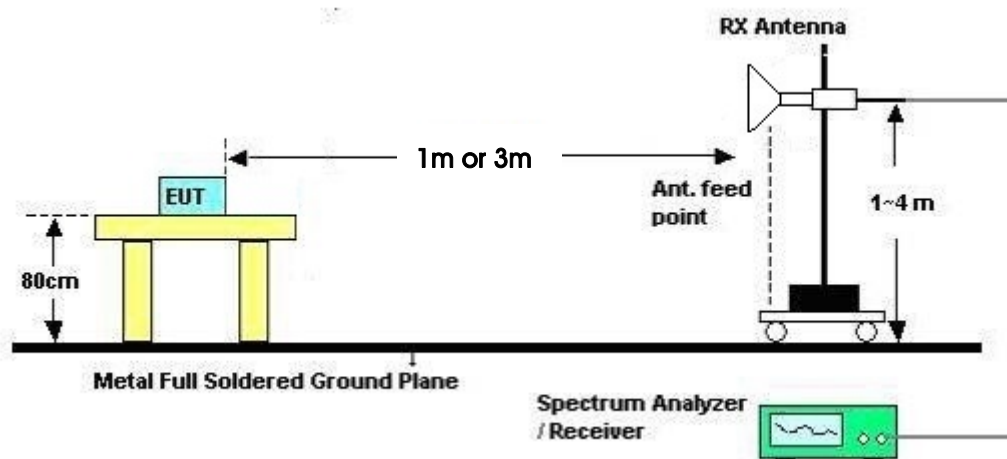 RX Antenna
1m or 3m
EUT
Ant. feed
point
1~4 m
80cm
Metal Full Soldered Ground Plane
Spectrum Analyzer
/ Receiver